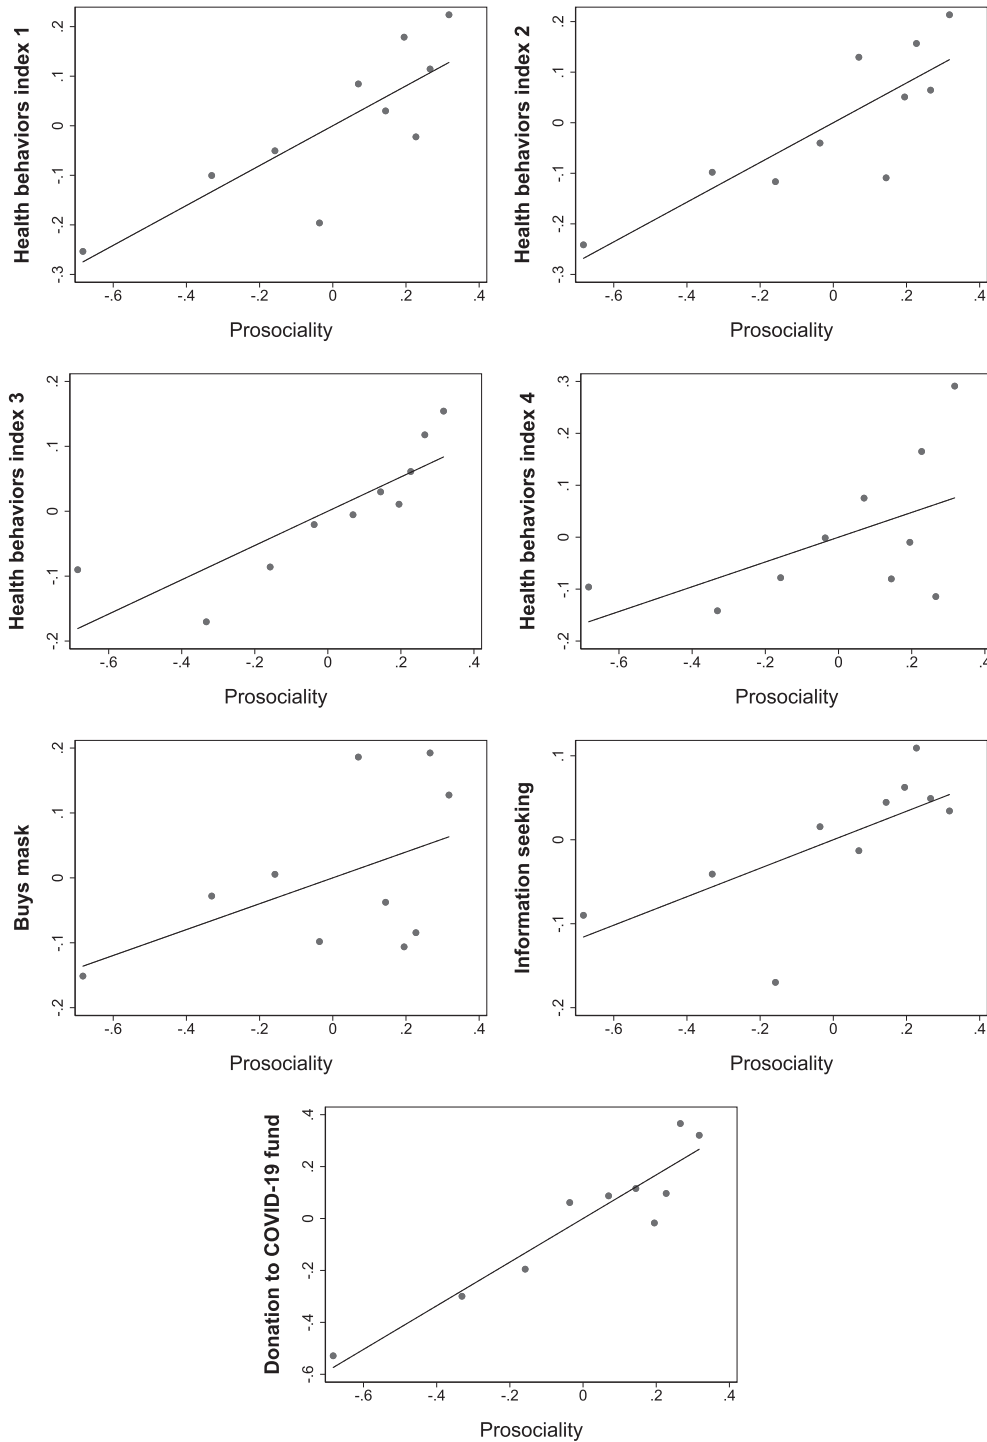 Health behaviors index 1
.2
.1
0
-.1
-.2
-.3
-.6 -.4 -.2 0 .2 .4
Prosociality
Health behaviors index 2
.2
.1
0
-.1
-.2
-.3
-.6 -.4 -.2 0 .2 .4
Prosociality
Health behaviors index 3
.2
.1
0
-.1
-.2
-.6 -.4 -.2 0 .2 .4
Prosociality
Health behaviors index 4
.3
.2
.1
0
-.1
-.2
-.6 -.4 -.2 0 .2 .4
Prosociality
Buys mask
.2
.1
0
-.1
-.2
-.6 -.4 -.2 0 .2 .4
Prosociality
Information seeking
.1
0
-.1
-.2
-.6 -.4 -.2 0 .2 .4
Prosociality
Donation to COVID-19 fund
.4
.2
0
-.2
-.4
-.6
-.6 -.4 -.2 0 .2 .4
Prosociality